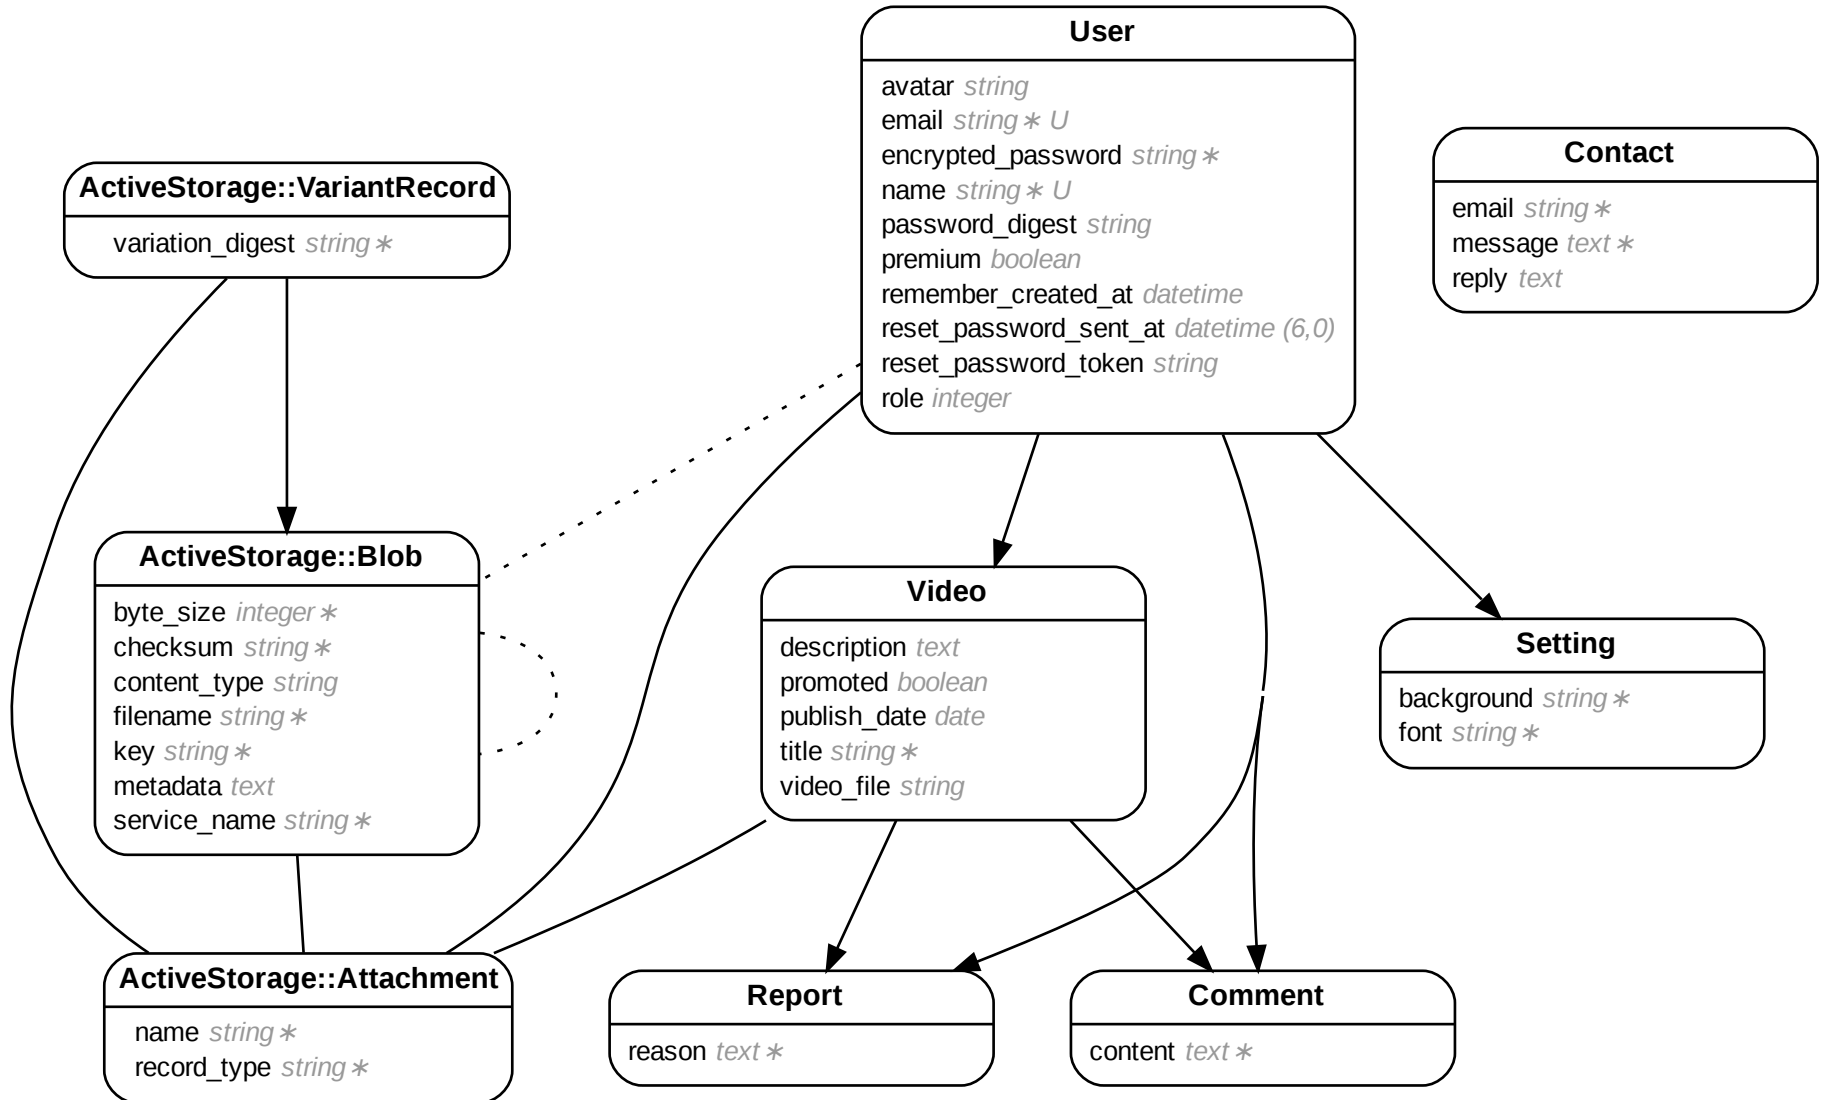 User
avatar string
email string∗ U
encrypted_password string∗
name string∗ U
password_digest string
premium boolean
remember_created_at datetime
reset_password_sent_at datetime (6,0)
reset_password_token string
role integer
Contact
email string∗
message text∗
reply text
ActiveStorage::VariantRecord
variation_digest string∗
ActiveStorage::Blob
byte_size integer∗
checksum string∗
content_type string
filename string∗
key string∗
metadata text
service_name string∗
Video
description text
promoted boolean
publish_date date
title string∗
video_file string
Setting
background string∗
font string∗
ActiveStorage::Attachment
name string∗
record_type string∗
Report
reason text∗
Comment
content text∗